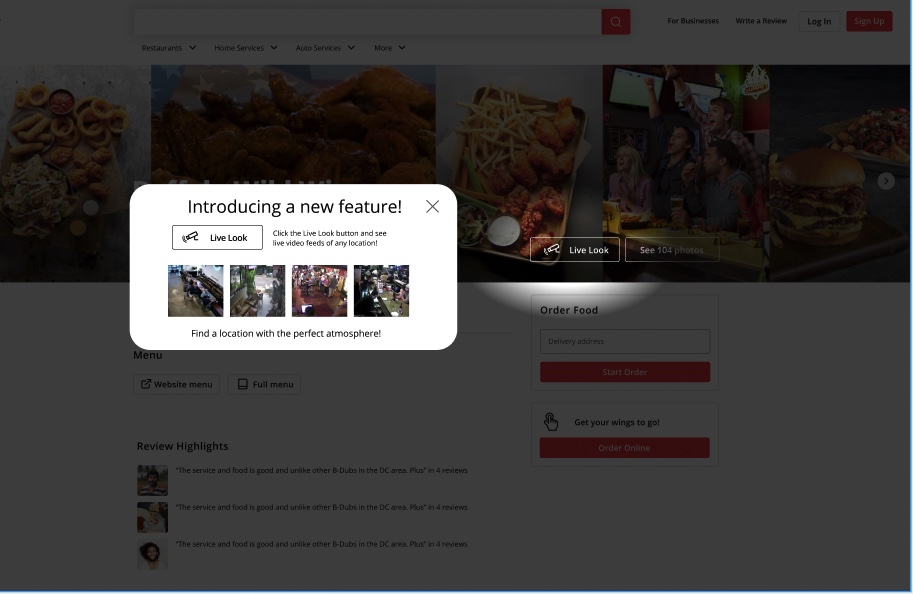 For Businesses
Write a Review
Log In
Sign Up
Restaurants
Home Services
Auto Services
More
Introducing a new feature!
Live Look
Click the Live Look button and see
live video feeds of any location!
Find a location with the perfect atmosphere!
Live Look
See 104 photos
Order Food
Delivery address
Start Order
Menu
Website menu
Full menu
Get your wings to go!
Order Online
Review Highlights
"The service and food is good and unlike other B-Dubs in the DC area. Plus" in 4 reviews
"The service and food is good and unlike other B-Dubs in the DC area. Plus" in 4 reviews
"The service and food is good and unlike other B-Dubs in the DC area. Plus" in 4 reviews